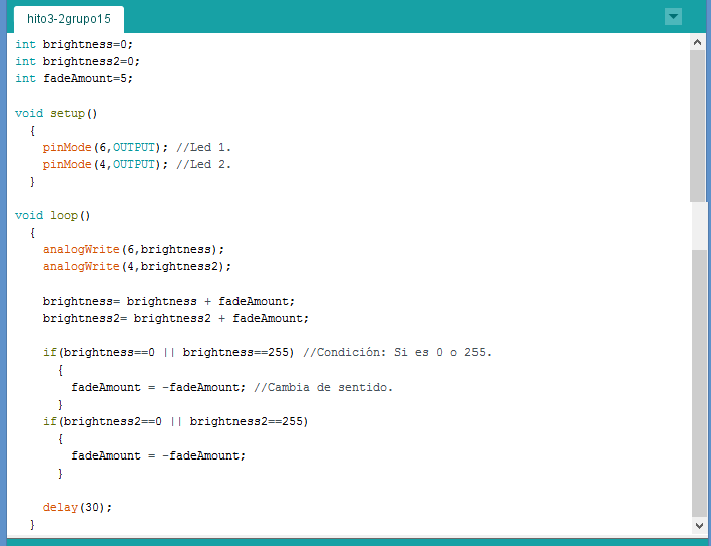 hito3-2grupo15
int brightness=0;
int brightness2=0;
int fadeAmount=5;
void setup()
{
pinMode(6,OUTPUT); //Led 1.
pinMode(4,OUTPUT); //Led 2.
}
void loop()
{
analogWrite(6,brightness);
analogWrite(4,brightness2);
brightness= brightness + fadeAmount;
brightness2= brightness2 + fadeAmount;
if(brightness==0 || brightness==255) //Condición: Si es 0 o 255.
{
fadeAmount = -fadeAmount; //Cambia de sentido.
}
if(brightness2==0 || brightness2==255)
{
fadeAmount = -fadeAmount;
}
delay(30);
}